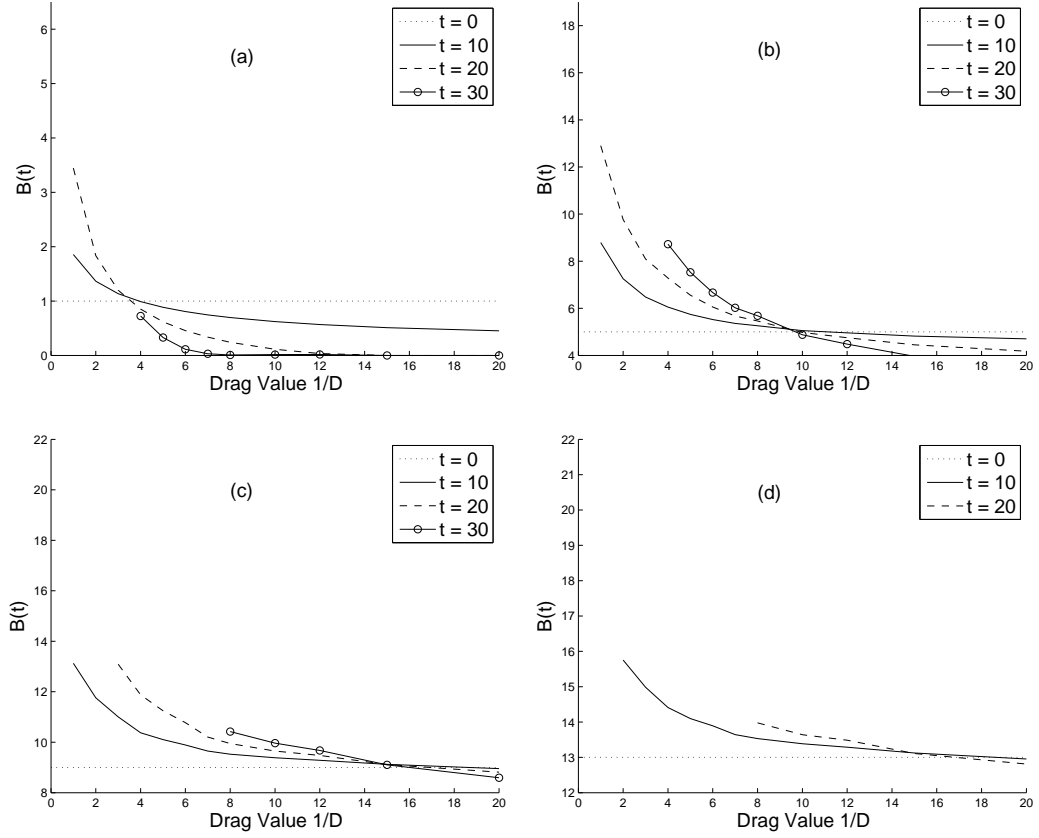 (a)
t = 0
t = 10
t = 20
t = 30
6
5
4
3
2
1
0
B(t)
0 2 4 6 8 10 12 14 16 18 20
Drag Value 1/D
(b)
t = 0
t = 10
t = 20
t = 30
18
16
14
12
10
8
6
4
B(t)
0 2 4 6 8 10 12 14 16 18 20
Drag Value 1/D
(c)
t = 0
t = 10
t = 20
t = 30
22
20
18
16
14
12
10
8
B(t)
0 2 4 6 8 10 12 14 16 18 20
Drag Value 1/D
(d)
t = 0
t = 10
t = 20
22
21
20
19
18
17
16
15
14
13
12
B(t)
0 2 4 6 8 10 12 14 16 18 20
Drag Value 1/D